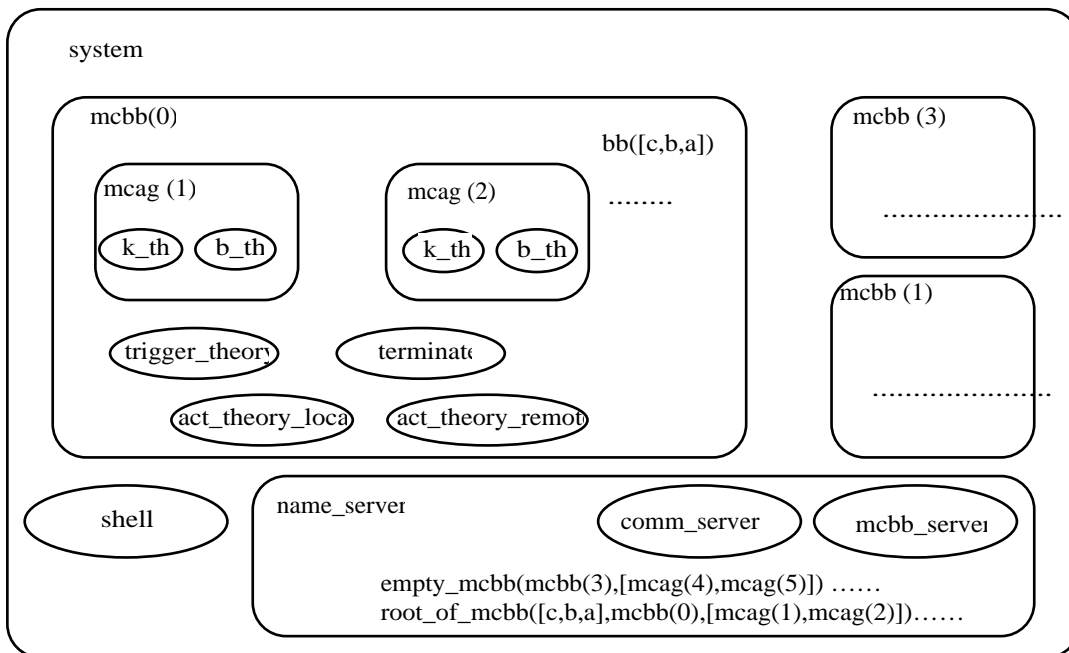 system
mcbb(0)
bb([c,b,a])
mcbb (3)
mcag (1)
mcag (2)
........
k_th
b_th
k_th
b_th
......................
mcbb (1)
trigger_theory
terminate
......................
act_theory_loca
act_theory_remote
name_server
shell
comm_server
mcbb_server
empty_mcbb(mcbb(3),[mcag(4),mcag(5)]) ......
root_of_mcbb([c,b,a],mcbb(0),[mcag(1),mcag(2)])......